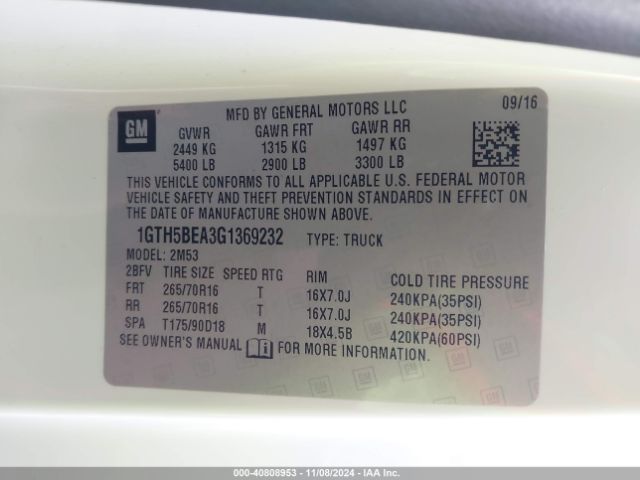 MFD BY GENERAL MOTORS LLC 09/16
GM
GVWR GAWR FRT GAWR RR
2449 KG 1315 KG 1497 KG
5400 LB 2900 LB 3300 LB
THIS VEHICLE CONFORMS TO ALL APPLICABLE U.S. FEDERAL MOTOR
VEHICLE SAFETY AND THEFT PREVENTION STANDARDS IN EFFECT ON
THE DATE OF MANUFACTURE SHOWN ABOVE.
1GTH5BEA3G1369232 TYPE: TRUCK
MODEL: 2M53
2BFV TIRE SIZE SPEED RTG RIM COLD TIRE PRESSURE
FRT 265/70R16 T 16X7.0J 240KPA(35PSI)
RR 265/70R16 T 16X7.0J 240KPA(35PSI)
SPA T175/90D18 M 18X4.5B 420KPA(60PSI)
SEE OWNER'S MANUAL FOR MORE INFORMATION.
000-40808953 - 11/08/2024 - IAA Inc.